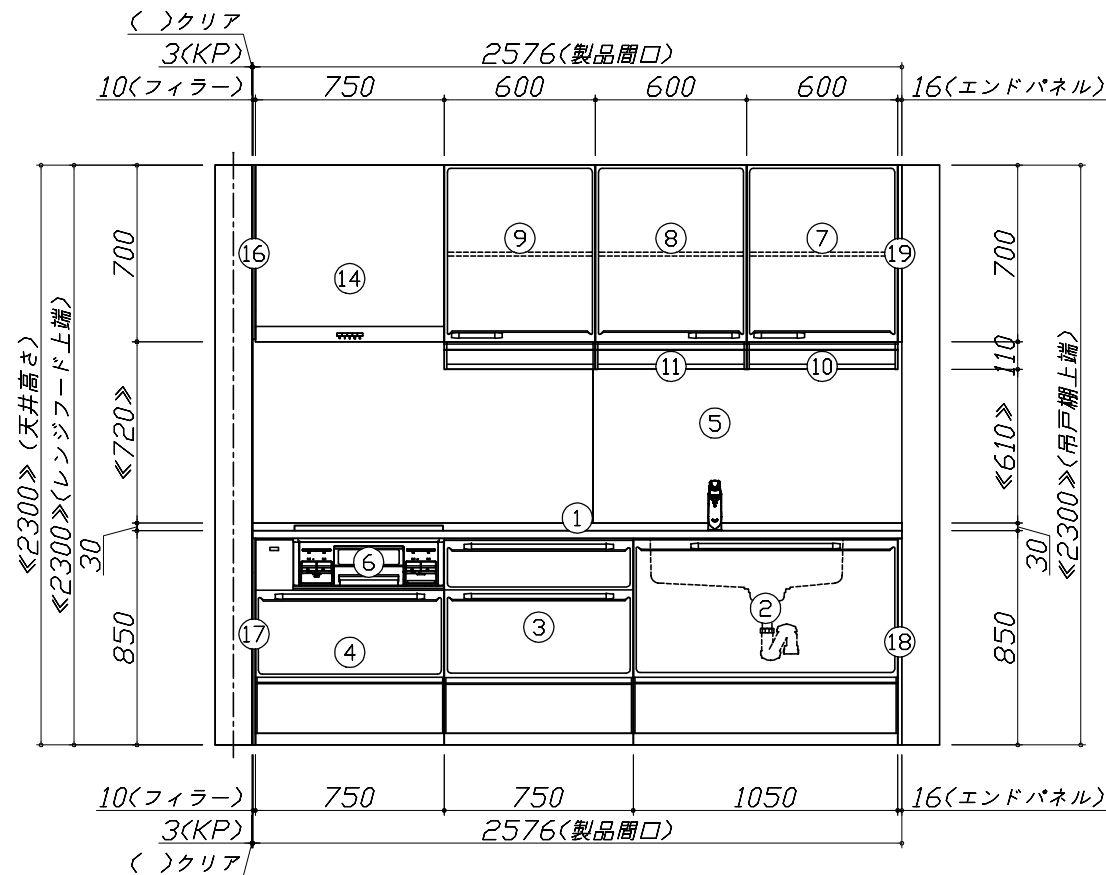 ( )クリア
3(KP)
2576(製品間口)
10(フィラー)
750
600
600
600
16(エンドパネル)
≪2300≫(天井高さ)
≪2300≫(レンジフード上端)
700
≪720≫
30
850
16
14
9
8
7
19
11
10
5
1
6
2
3
4
17
18
700
110
≪610≫
30
850
≪2300≫(吊戸棚上端)
10(フィラー)
750
750
1050
16(エンドパネル)
3(KP)
2576(製品間口)
( )クリア